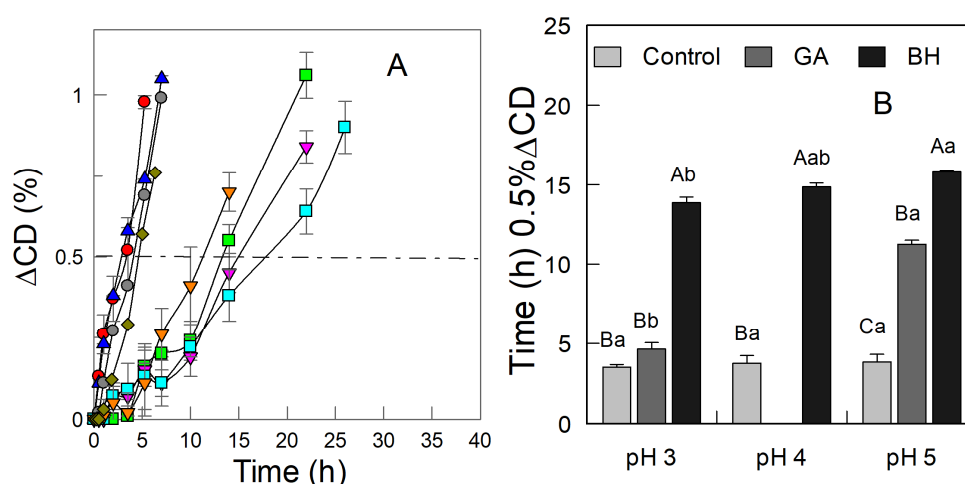 A
ΔCD (%)
1
0.5
0
0 5 10 15 20 25 30 35 40
Time (h)
Control GA BH
B
Time (h) 0.5%ΔCD
25
20
15
10
5
0
Ba Bb Ab
Ba Aab
Ca Ba Aa
pH 3 pH 4 pH 5